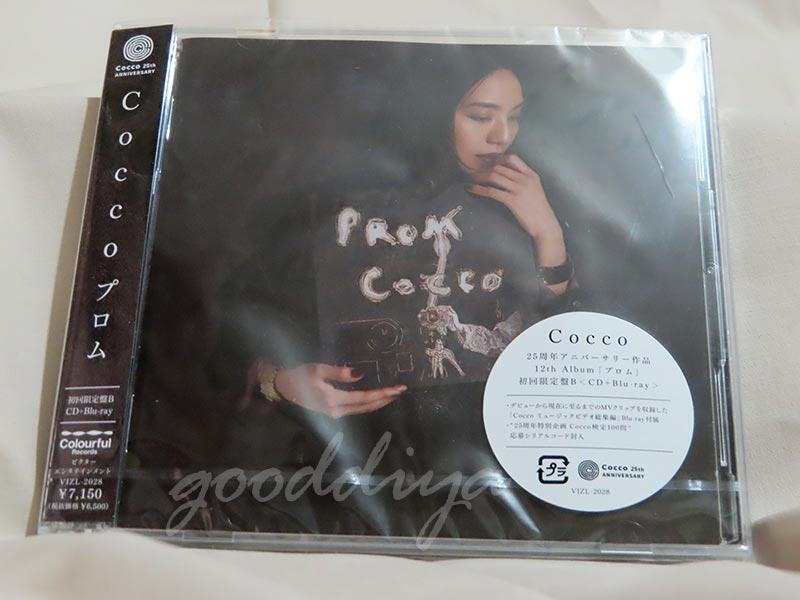 Cocco 25th
ANNIVERSARY
Cocco プロム
初回限定盤B
CD+Blu-ray
Colourful
Records
ビクター
エンタテインメント
VIZL-2028
¥7,150
(税抜価格 ¥6,500)
PROM
Cocco
Cocco
25周年アニバーサリー作品
12th Album「プロム」
初回限定盤B<CD+Blu-ray>
・デビューから現在に至るまでのMVクリップを収録した
「Cocco ミュージックビデオ総集編」Blu-ray付属
・"25周年特別企画 Cocco検定100問"
応募シリアルコード封入
プラ
Cocco 25th
ANNIVERSARY
VIZL-2028
gooddiya